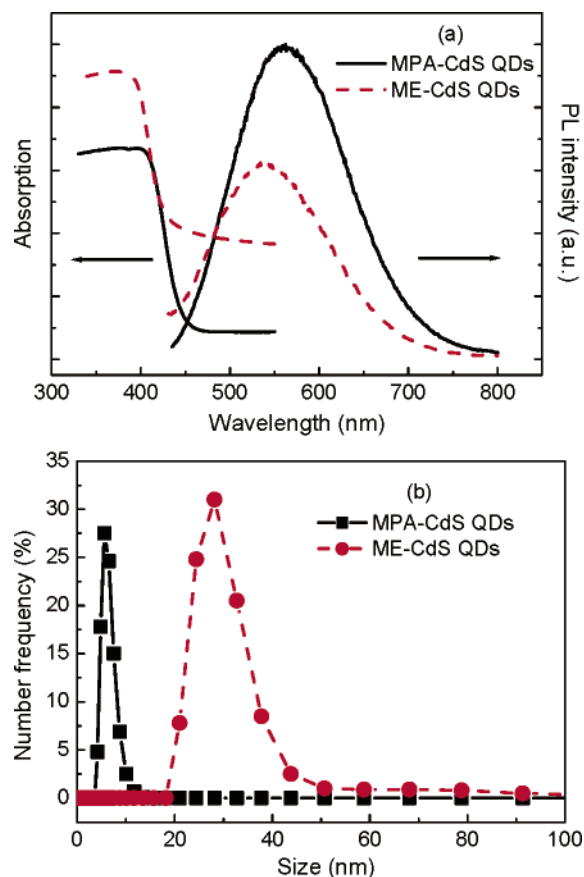 (a)
MPA-CdS QDs
ME-CdS QDs
Absorption
PL intensity (a.u.)
300 400 500 600 700 800
Wavelength (nm)
(b)
MPA-CdS QDs
ME-CdS QDs
Number frequency (%)
35
30
25
20
15
10
5
0
0 20 40 60 80 100
Size (nm)